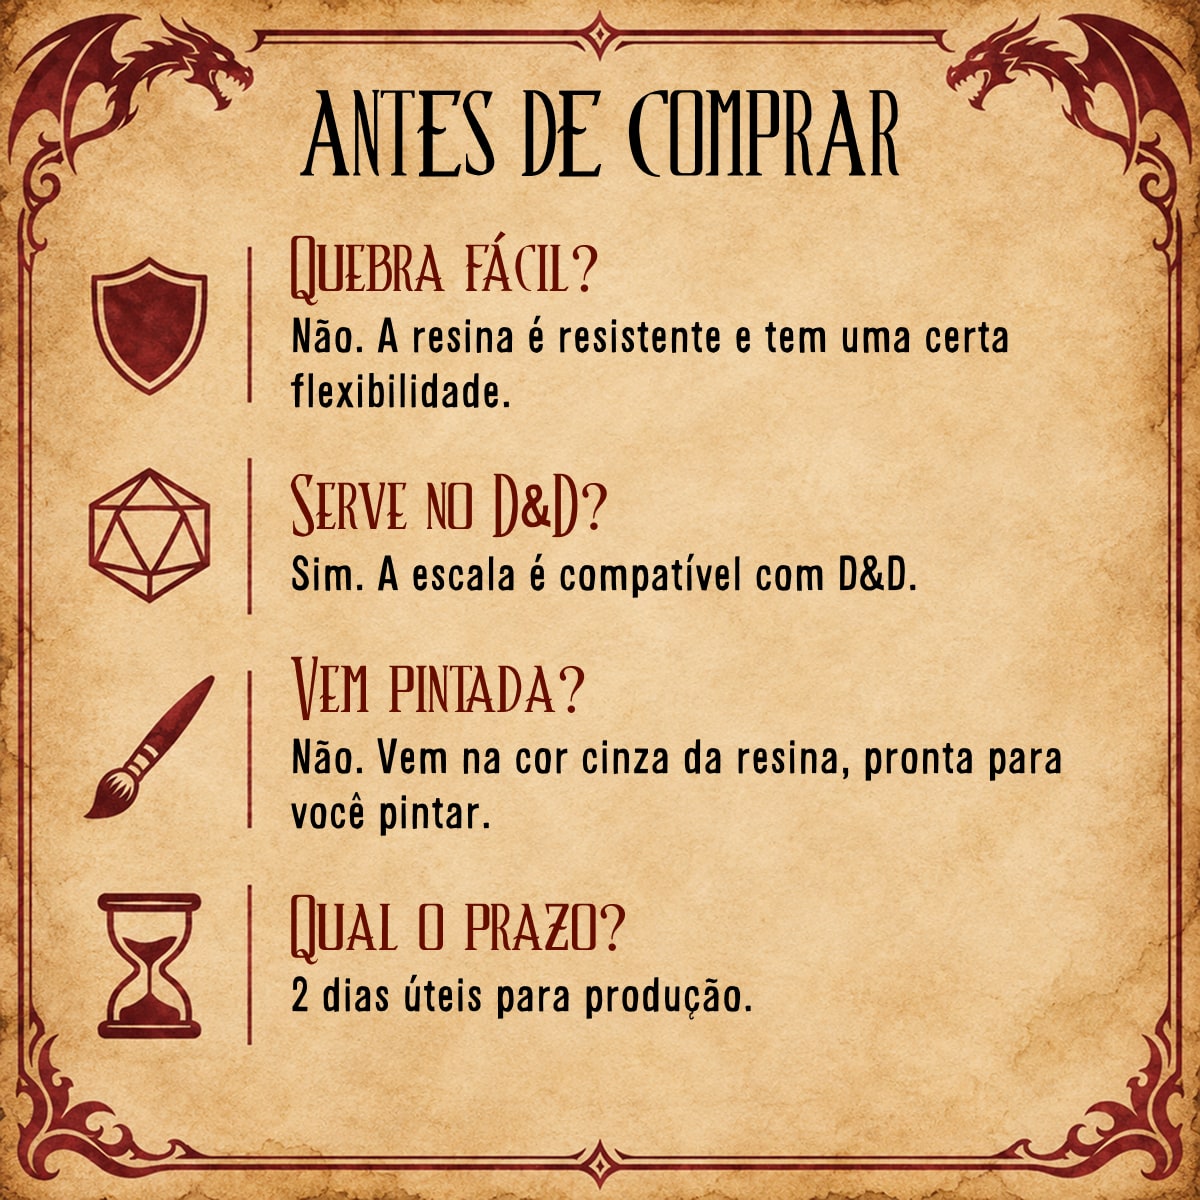 ANTES DE COMPRAR
QUEBRA FÁCIL?
Não. A resina é resistente e tem uma certa
flexibilidade.
SERVE NO D&D?
Sim. A escala é compatível com D&D.
VEM PINTADA?
Não. Vem na cor cinza da resina, pronta para
você pintar.
QUAL O PRAZO?
2 dias úteis para produção.